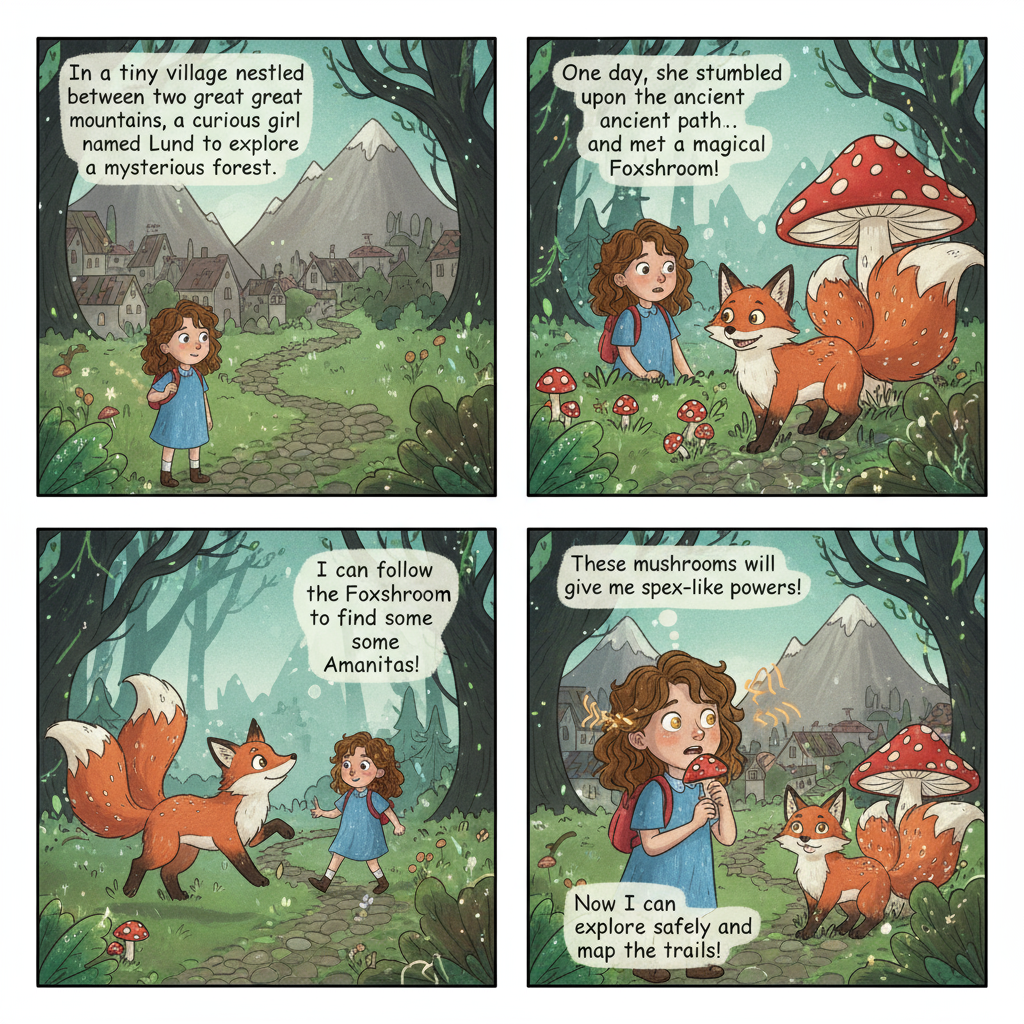 In a tiny village nestled
between two great great
mountains, a curious girl
named Lund to explore
a mysterious forest.
One day, she stumbled
upon the ancient
ancient path...
and met a magical
Foxshroom!
I can follow
the Foxshroom
to find some
some
Amanitas!
These mushrooms will
give me spex-like powers!
Now I can
explore safely and
map the trails!